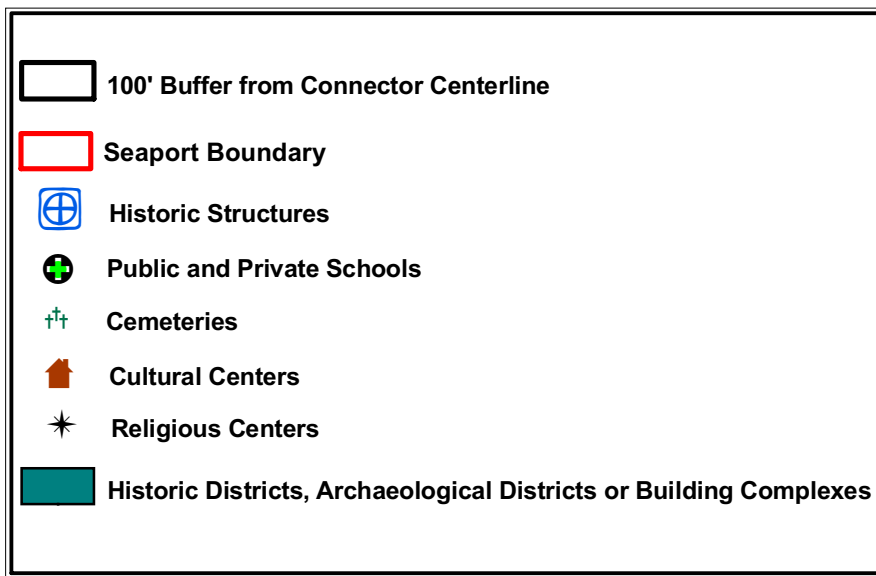 100' Buffer from Connector Centerline
Seaport Boundary
Historic Structures
Public and Private Schools
Cemeteries
Cultural Centers
Religious Centers
Historic Districts, Archaeological Districts or Building Complexes